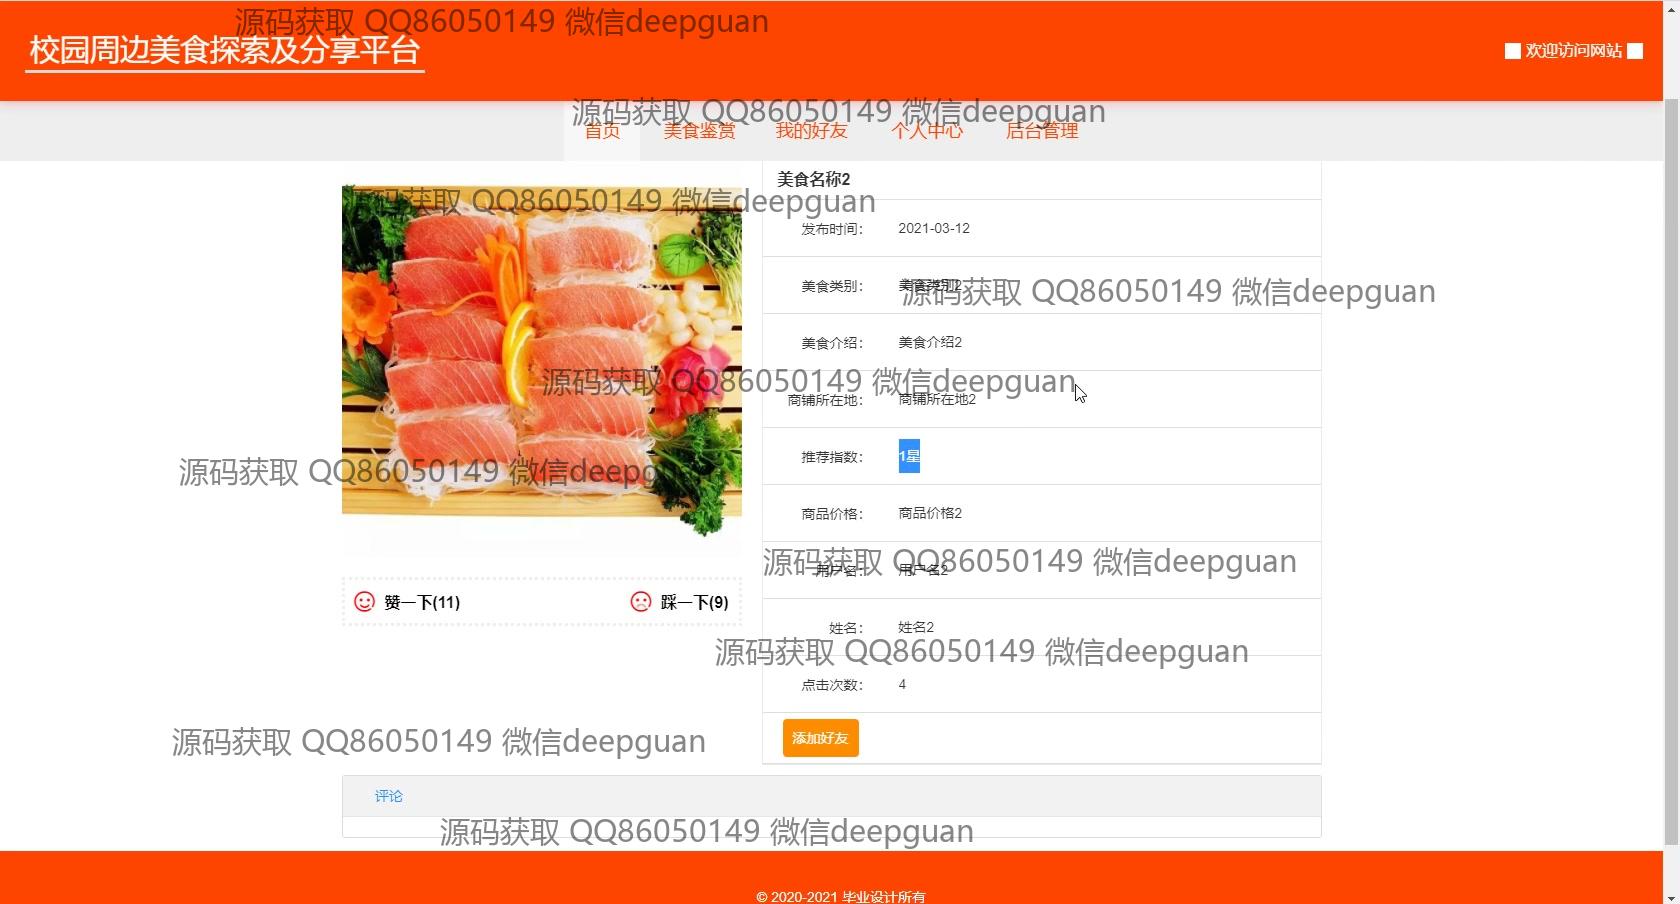 源码获取 QQ86050149 微信deepguan
校园周边美食探索及分享平台
欢迎访问网站
源码获取 QQ86050149 微信deepguan
首页 美食鉴赏 我的好友 个人中心 后台管理
美食名称2
源码获取 QQ86050149 微信deepguan
发布时间： 2021-03-12
美食类别： 美食类别2
源码获取 QQ86050149 微信deepguan
美食介绍： 美食介绍2
源码获取 QQ86050149 微信deepguan
商铺所在地： 商铺所在地2
推荐指数： 1星
源码获取 QQ86050149 微信deepguan
商品价格： 商品价格2
源码获取 QQ86050149 微信deepguan
用户名： 用户名2
赞一下(11) 踩一下(9)
姓名： 姓名2
源码获取 QQ86050149 微信deepguan
点击次数： 4
添加好友
源码获取 QQ86050149 微信deepguan
评论
源码获取 QQ86050149 微信deepguan
© 2020-2021 毕业设计所有